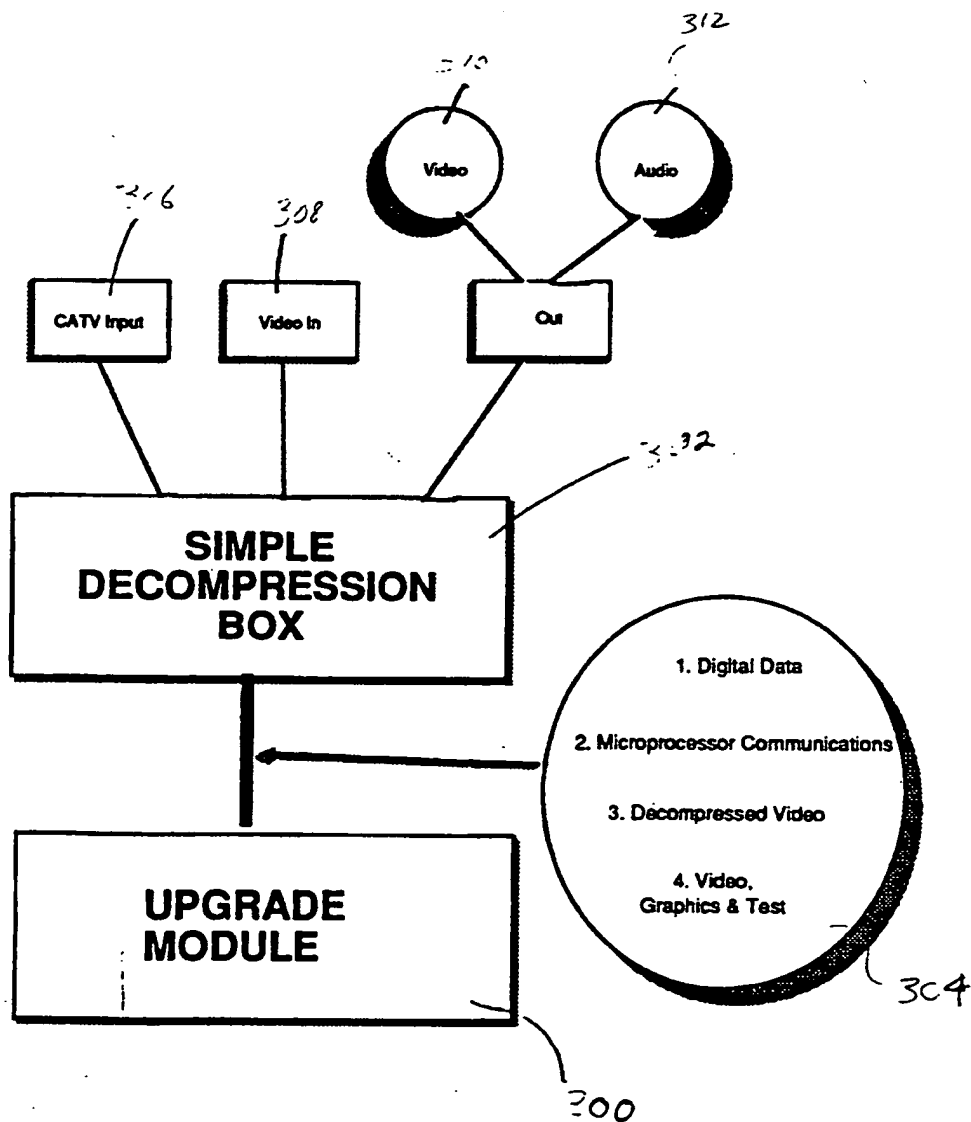 312
Video
Audio
308
CATV Input
Video In
Out
SIMPLE
DECOMPRESSION
BOX
1. Digital Data
2. Microprocessor Communications
3. Decompressed Video
4. Video,
Graphics & Test
UPGRADE
MODULE
304
300